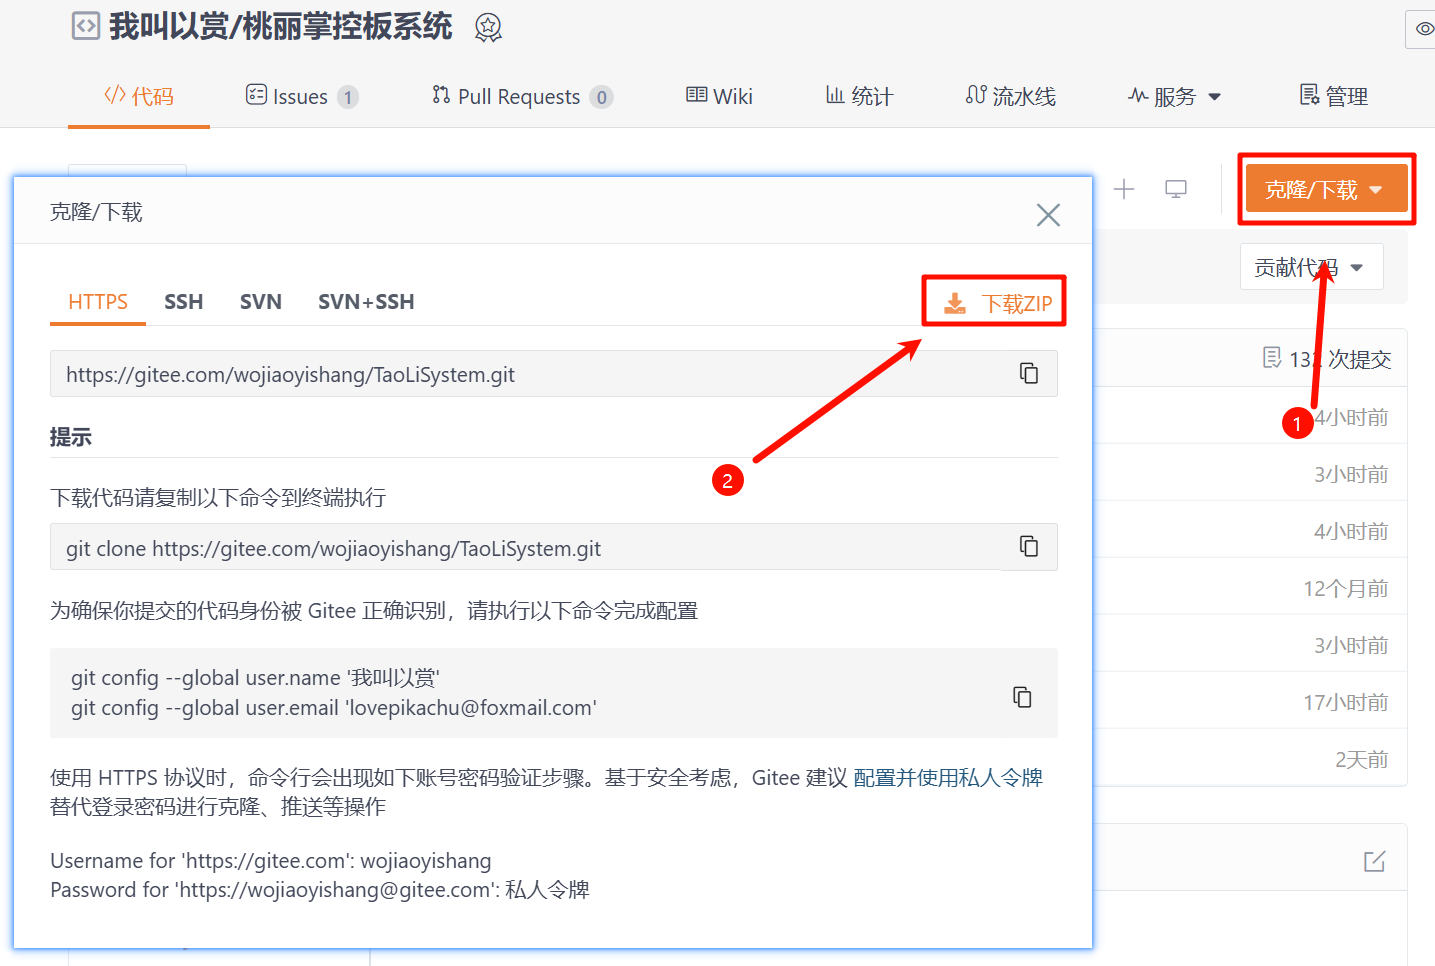 我叫以赏/桃丽掌控板系统
代码
Issues 1
Pull Requests 0
Wiki
统计
流水线
服务
管理
克隆/下载
克隆/下载
贡献代码
HTTPS
SSH
SVN
SVN+SSH
下载ZIP
https://gitee.com/wojiaoyishang/TaoLiSystem.git
次提交
提示
1
4小时前
2
3小时前
下载代码请复制以下命令到终端执行
git clone https://gitee.com/wojiaoyishang/TaoLiSystem.git
4小时前
12个月前
为确保你提交的代码身份被 Gitee 正确识别，请执行以下命令完成配置
3小时前
git config --global user.name '我叫以赏'
git config --global user.email 'lovepikachu@foxmail.com'
17小时前
2天前
使用 HTTPS 协议时，命令行会出现如下账号密码验证步骤。基于安全考虑，Gitee 建议 配置并使用私人令牌
替代登录密码进行克隆、推送等操作
Username for 'https://gitee.com': wojiaoyishang
Password for 'https://wojiaoyishang@gitee.com': 私人令牌